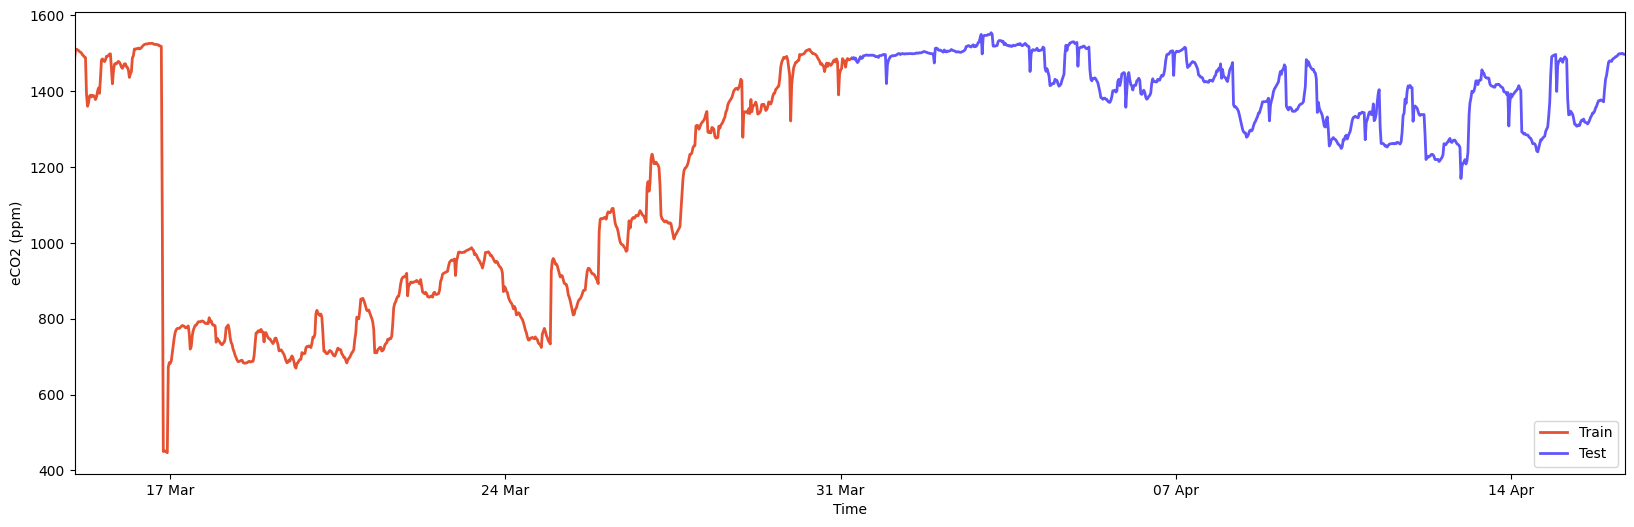 1600
1400
1200
1000
800
600
400
eCO2 (ppm)
17 Mar
24 Mar
31 Mar
07 Apr
14 Apr
Time
Train
Test